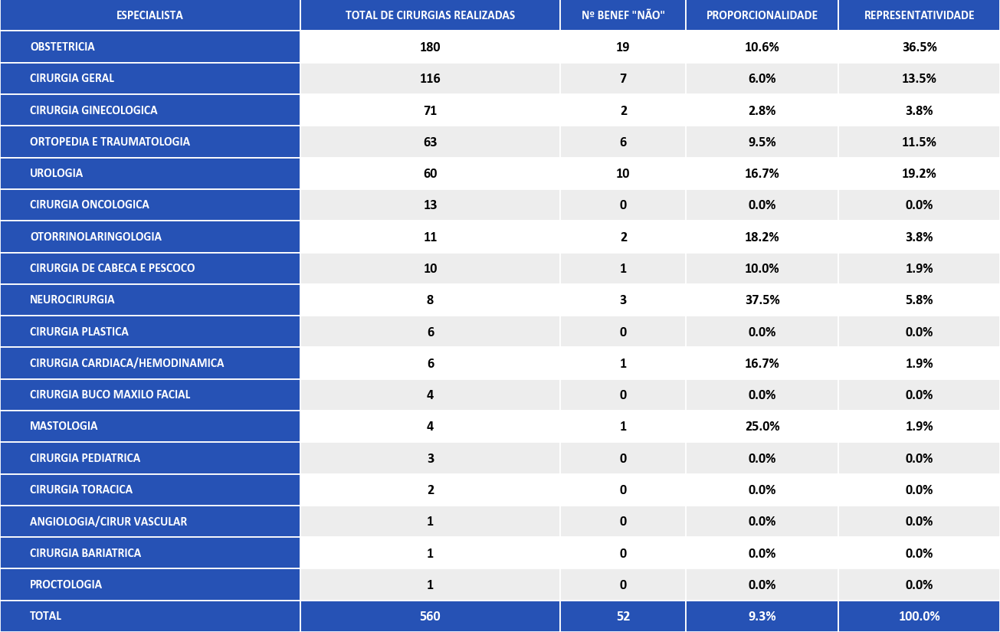 ESPECIALISTA TOTAL DE CIRURGIAS REALIZADAS Nº BENEF "NÃO" PROPORCIONALIDADE REPRESENTATIVIDADE
OBSTETRICIA 180 19 10.6% 36.5%
CIRURGIA GERAL 116 7 6.0% 13.5%
CIRURGIA GINECOLOGICA 71 2 2.8% 3.8%
ORTOPEDIA E TRAUMATOLOGIA 63 6 9.5% 11.5%
UROLOGIA 60 10 16.7% 19.2%
CIRURGIA ONCOLOGICA 13 0 0.0% 0.0%
OTORRINOLARINGOLOGIA 11 2 18.2% 3.8%
CIRURGIA DE CABECA E PESCOCO 10 1 10.0% 1.9%
NEUROCIRURGIA 8 3 37.5% 5.8%
CIRURGIA PLASTICA 6 0 0.0% 0.0%
CIRURGIA CARDIACA/HEMODINAMICA 6 1 16.7% 1.9%
CIRURGIA BUCO MAXILO FACIAL 4 0 0.0% 0.0%
MASTOLOGIA 4 1 25.0% 1.9%
CIRURGIA PEDIATRICA 3 0 0.0% 0.0%
CIRURGIA TORACICA 2 0 0.0% 0.0%
ANGIOLOGIA/CIRUR VASCULAR 1 0 0.0% 0.0%
CIRURGIA BARIATRICA 1 0 0.0% 0.0%
PROCTOLOGIA 1 0 0.0% 0.0%
TOTAL 560 52 9.3% 100.0%